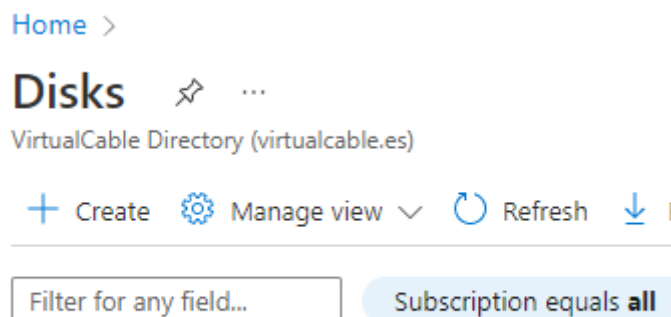 Home >
Disks ...
VirtualCable Directory (virtualcable.es)
Create Manage view Refresh
Filter for any field... Subscription equals all